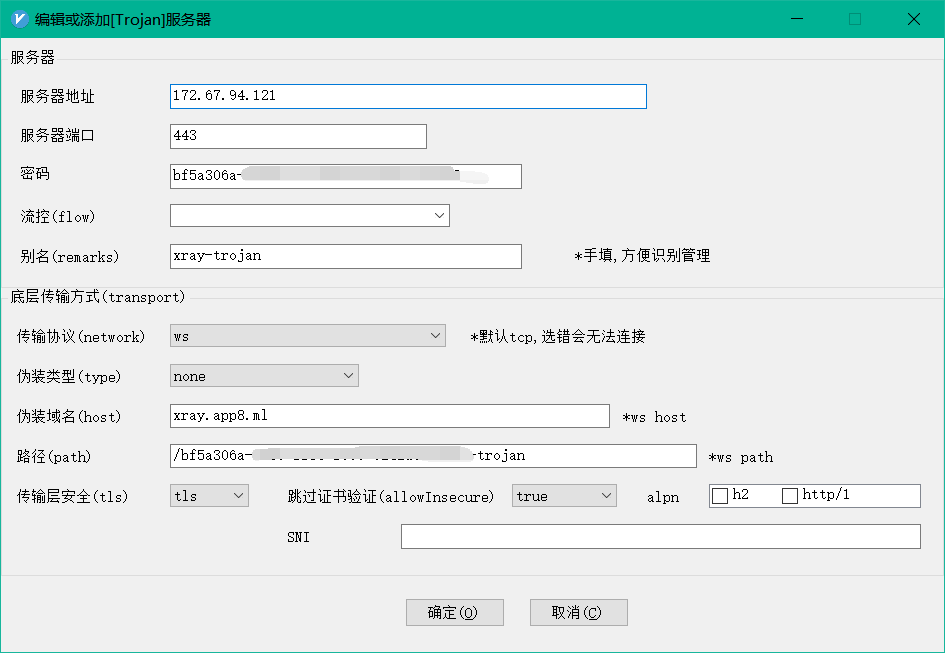 编辑或添加[Trojan]服务器
服务器
服务器地址 172.67.94.121
服务器端口 443
密码 bf5a306a-
流控(flow)
别名(remarks) xray-trojan *手填,方便识别管理
底层传输方式(transport)
传输协议(network) ws *默认tcp,选错会无法连接
伪装类型(type) none
伪装域名(host) xray.app8.ml *ws host
路径(path) /bf5a306a- -trojan *ws path
传输层安全(tls) tls 跳过证书验证(allowInsecure) true alpn h2 http/1
SNI
确定(O) 取消(C)